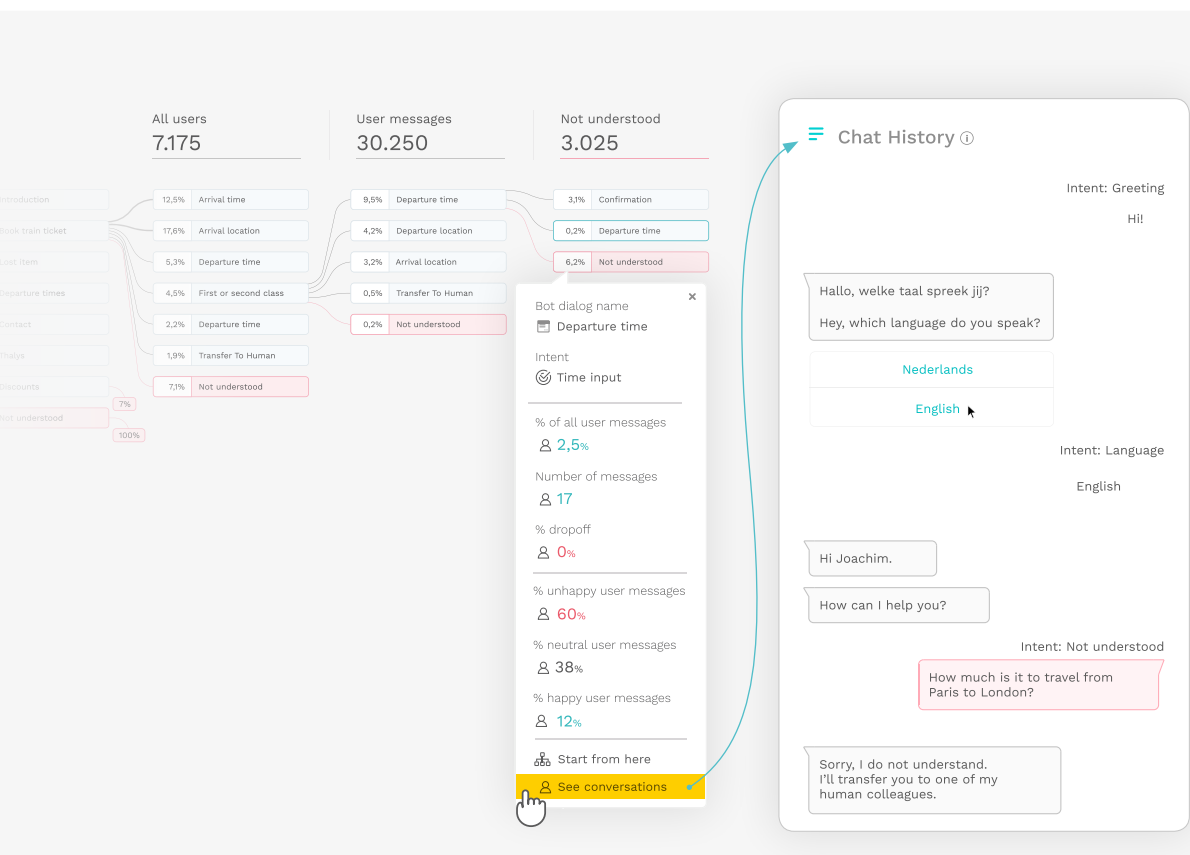 All users
7.175
User messages
30.250
Not understood
3.025
Introduction
Book train ticket
Lost item
Departure times
Contact
Thalys
Discounts
7%
Not understood
100%
12,5% Arrival time
17,6% Arrival location
5,3% Departure time
4,5% First or second class
2,2% Departure time
1,9% Transfer To Human
7,1% Not understood
9,5% Departure time
4,2% Departure location
3,2% Arrival location
0,5% Transfer To Human
0,2% Not understood
3,1% Confirmation
0,2% Departure time
6,2% Not understood
Bot dialog name
Departure time
Intent
Time input
% of all user messages
2,5%
Number of messages
17
% dropoff
0%
% unhappy user messages
60%
% neutral user messages
38%
% happy user messages
12%
Start from here
See conversations
Chat History
Intent: Greeting
Hi!
Hallo, welke taal spreek jij?
Hey, which language do you speak?
Nederlands
English
Intent: Language
English
Hi Joachim.
How can I help you?
Intent: Not understood
How much is it to travel from
Paris to London?
Sorry, I do not understand.
I'll transfer you to one of my
human colleagues.